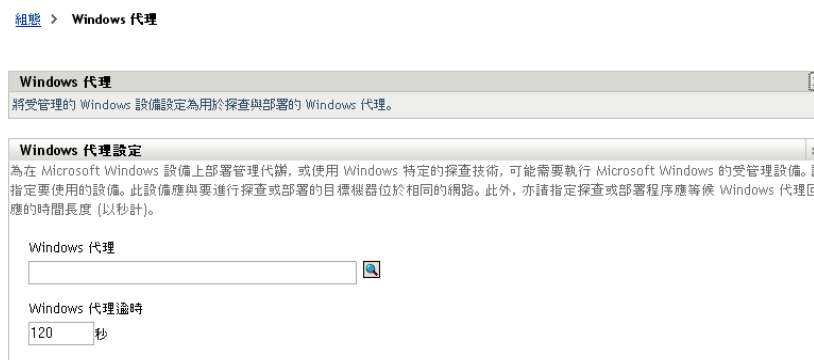 組態 > Windows 代理
Windows 代理
將受管理的 Windows 設備設定為用於探查與部署的 Windows 代理。
Windows 代理設定
為在 Microsoft Windows 設備上部署管理代辦, 或使用 Windows 特定的探查技術, 可能需要執行 Microsoft Windows 的受管理設備。
指定要使用的設備。此設備應與要進行探查或部署的目標機器位於相同的網路。此外, 亦請指定探查或部署程序應等候 Windows 代理回
應的時間長度 (以秒計)。
Windows 代理
Windows 代理逾時
120 秒